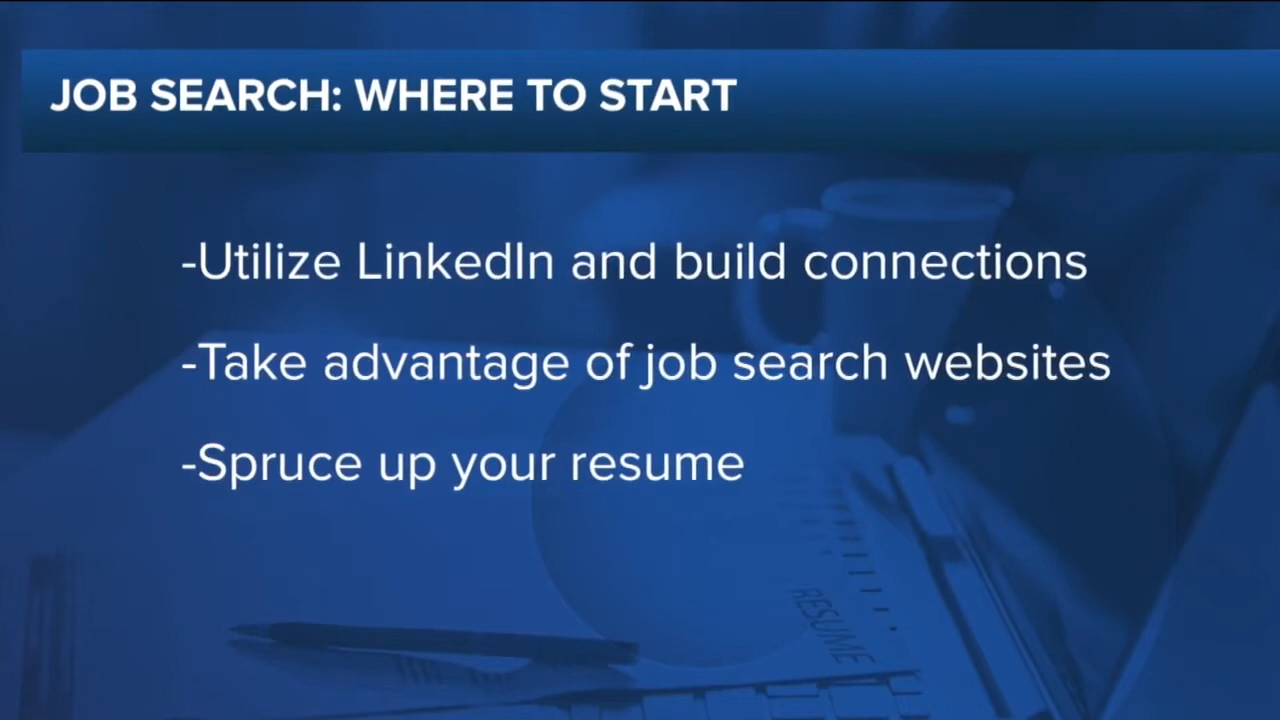 JOB SEARCH: WHERE TO START
-Utilize LinkedIn and build connections
-Take advantage of job search websites
-Spruce up your resume
RESUME